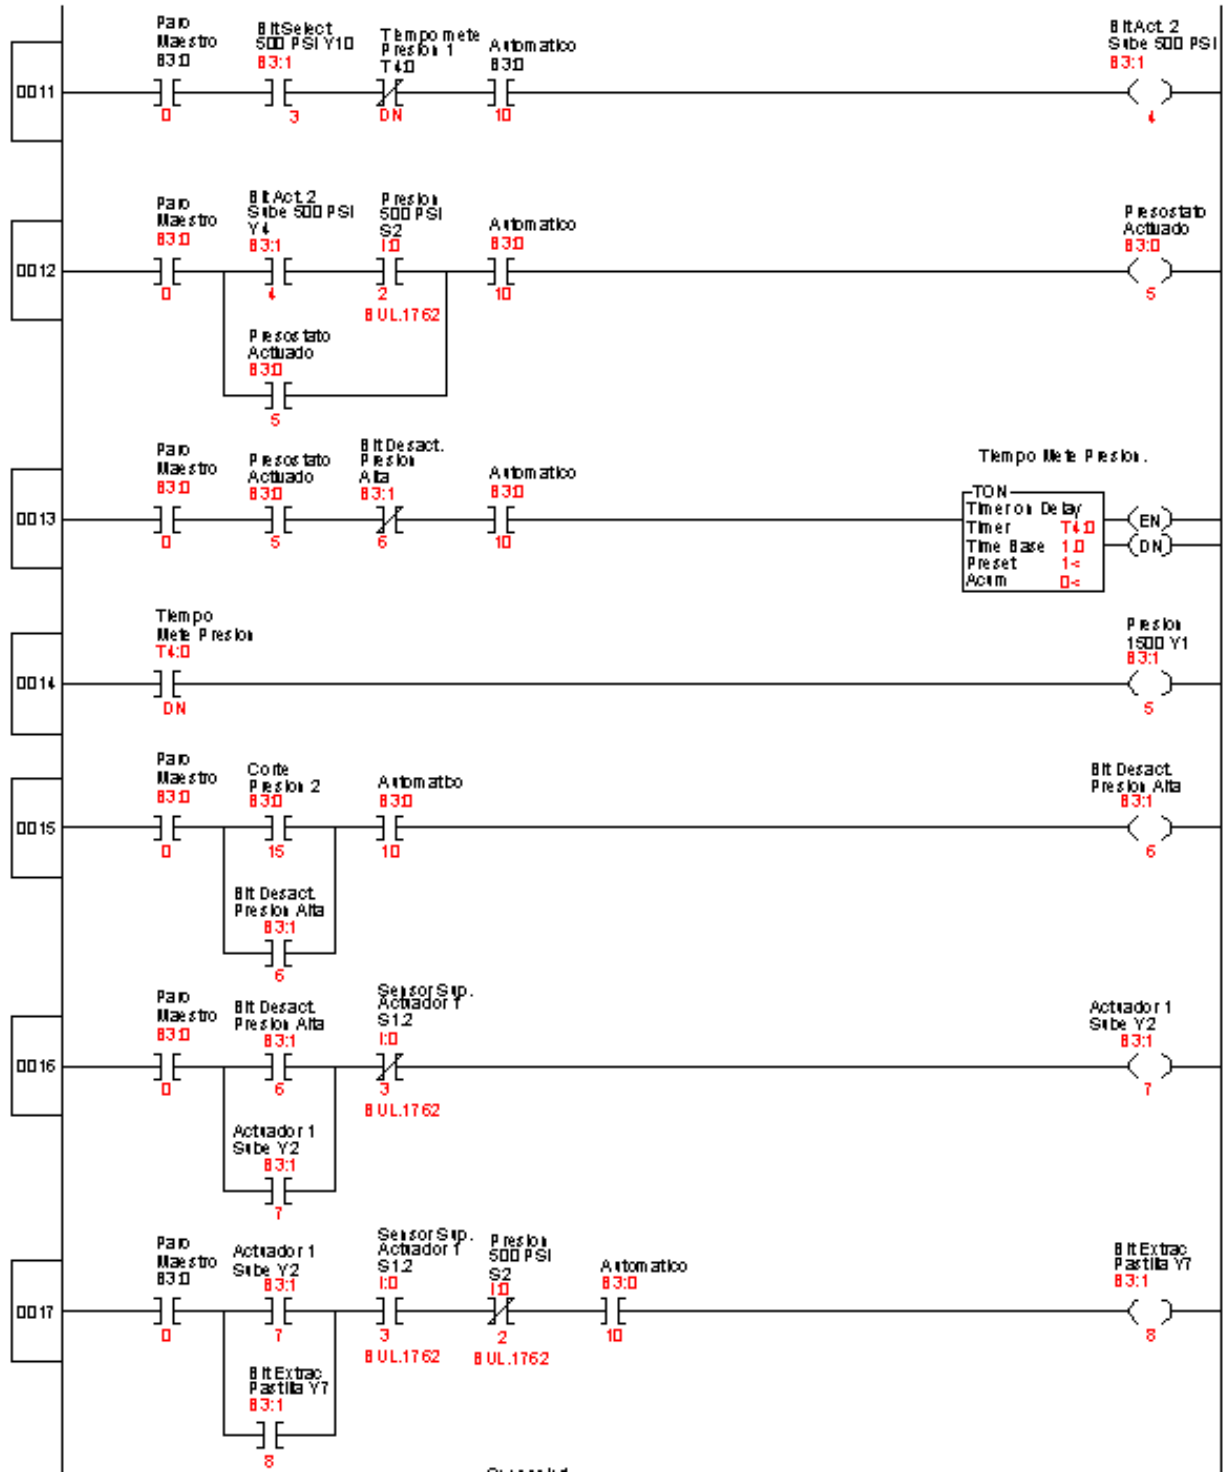 Paro
Maestro
B3:0
0
Bit Select
500 PSI Y10
B3:1
3
Tiempo mete
Presion 1
T4:0
DN
Automatico
B3:0
10
Bit Act. 2
Sube 500 PSI
B3:1
4
0011
Paro
Maestro
B3:0
0
Bit Act. 2
Sube 500 PSI
Y4
B3:1
4
Presion
500 PSI
S2
I:0
2
BUL.1762
Automatico
B3:0
10
Presostato
Actuado
B3:0
5
0012
Presostato
Actuado
B3:0
5
Paro
Maestro
B3:0
0
Presostato
Actuado
B3:0
5
Bit Desact.
Presion
Alta
B3:1
6
Automatico
B3:0
10
Tiempo Mete Presion.
TON
Timer on Delay
Timer T4:0
Time Base 1.0
Preset 1<
Acum 0<
EN
DN
0013
Tiempo
Mete Presion
T4:0
DN
Presion
1500 Y1
B3:1
5
0014
Paro
Maestro
B3:0
0
Corte
Presion 2
B3:0
15
Automatico
B3:0
10
Bit Desact.
Presion Alta
B3:1
6
0015
Bit Desact.
Presion Alta
B3:1
6
Paro
Maestro
B3:0
0
Bit Desact.
Presion Alta
B3:1
6
Sensor Sup.
Actuador 1
S1.2
I:0
3
BUL.1762
Actuador 1
Sube Y2
B3:1
7
0016
Actuador 1
Sube Y2
B3:1
7
Paro
Maestro
B3:0
0
Actuador 1
Sube Y2
B3:1
7
Sensor Sup.
Actuador 1
S1.2
I:0
3
BUL.1762
Presion
500 PSI
S2
I:0
2
BUL.1762
Automatico
B3:0
10
Bit Extrac
Pastilla Y7
B3:1
8
0017
Bit Extrac
Pastilla Y7
B3:1
8